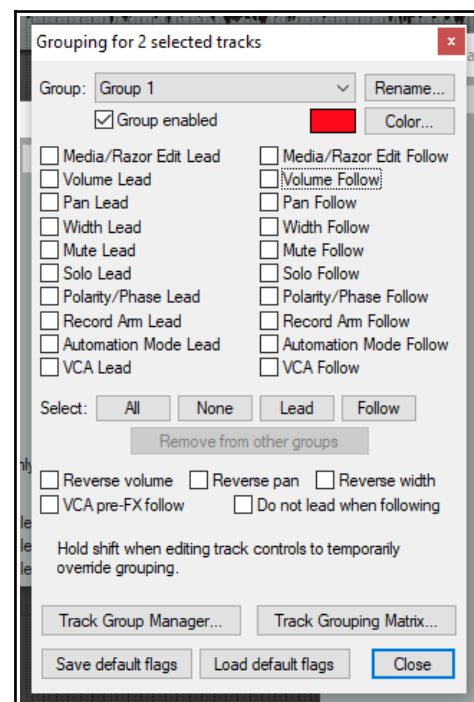 Grouping for 2 selected tracks
x
Group: Group 1 Rename...
Group enabled Color...
Media/Razor Edit Lead Media/Razor Edit Follow
Volume Lead Volume Follow
Pan Lead Pan Follow
Width Lead Width Follow
Mute Lead Mute Follow
Solo Lead Solo Follow
Polarity/Phase Lead Polarity/Phase Follow
Record Arm Lead Record Arm Follow
Automation Mode Lead Automation Mode Follow
VCA Lead VCA Follow
Select: All None Lead Follow
Remove from other groups
Reverse volume Reverse pan Reverse width
VCA pre-FX follow Do not lead when following
Hold shift when editing track controls to temporarily
override grouping.
Track Group Manager... Track Grouping Matrix...
Save default flags Load default flags Close